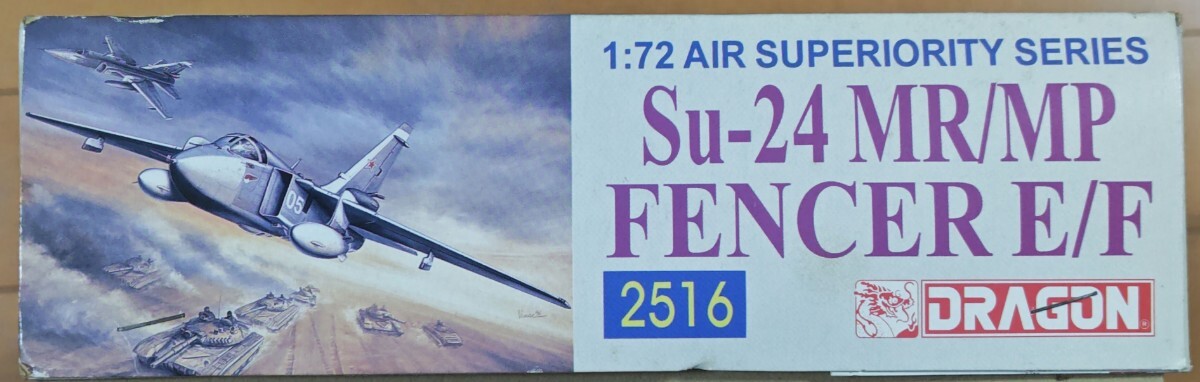 1:72 AIR SUPERIORITY SERIES
Su-24 MR/MP
FENCER E/F
2516
DRAGON
05